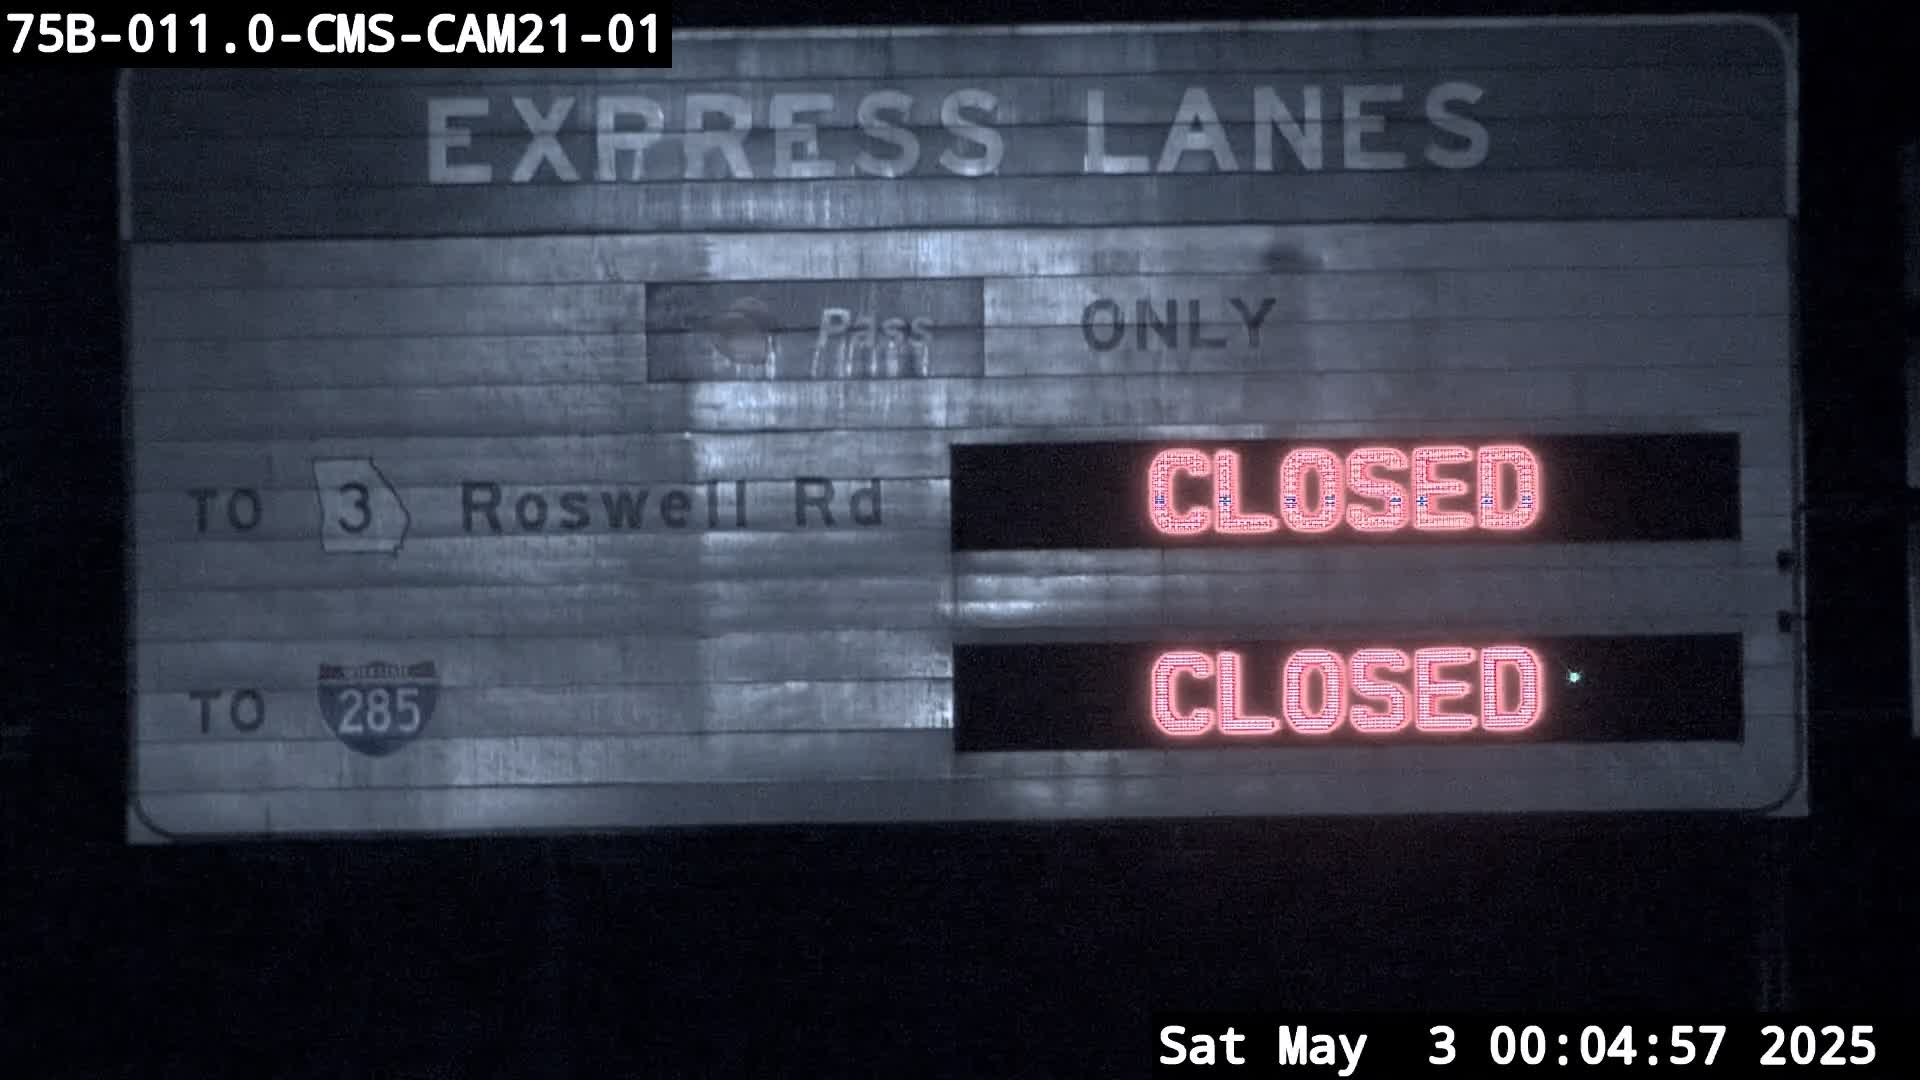 75B-011.0-CMS-CAM21-01
EXPRESS LANES
Pass ONLY
TO 3 Roswell Rd CLOSED
TO 285 CLOSED
Sat May 3 00:04:57 2025